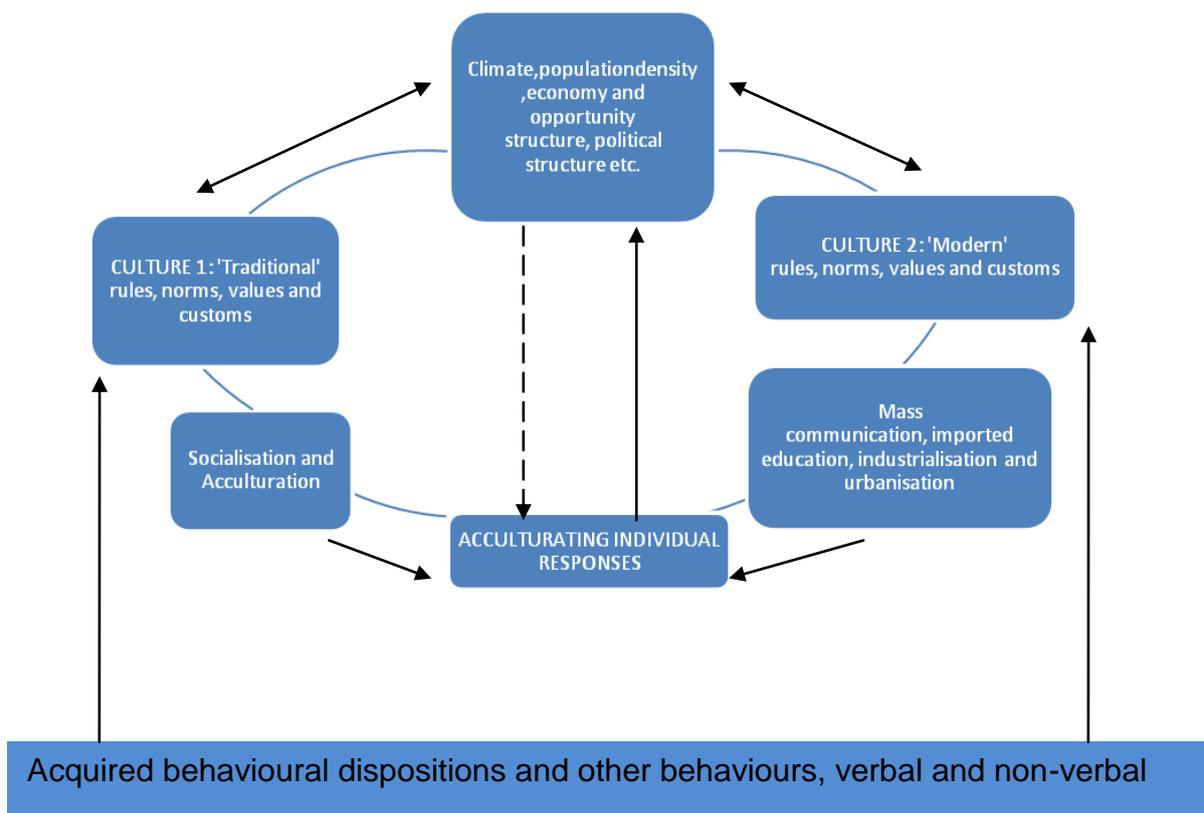 Climate,populationdensity
,economy and
opportunity
structure, political
structure etc.
CULTURE 1: 'Traditional'
rules, norms, values and
customs
CULTURE 2: 'Modern'
rules, norms, values and customs
Socialisation and
Acculturation
Mass
communication, imported
education, industrialisation and
urbanisation
ACCULTURATING INDIVIDUAL
RESPONSES
Acquired behavioural dispositions and other behaviours, verbal and non-verbal